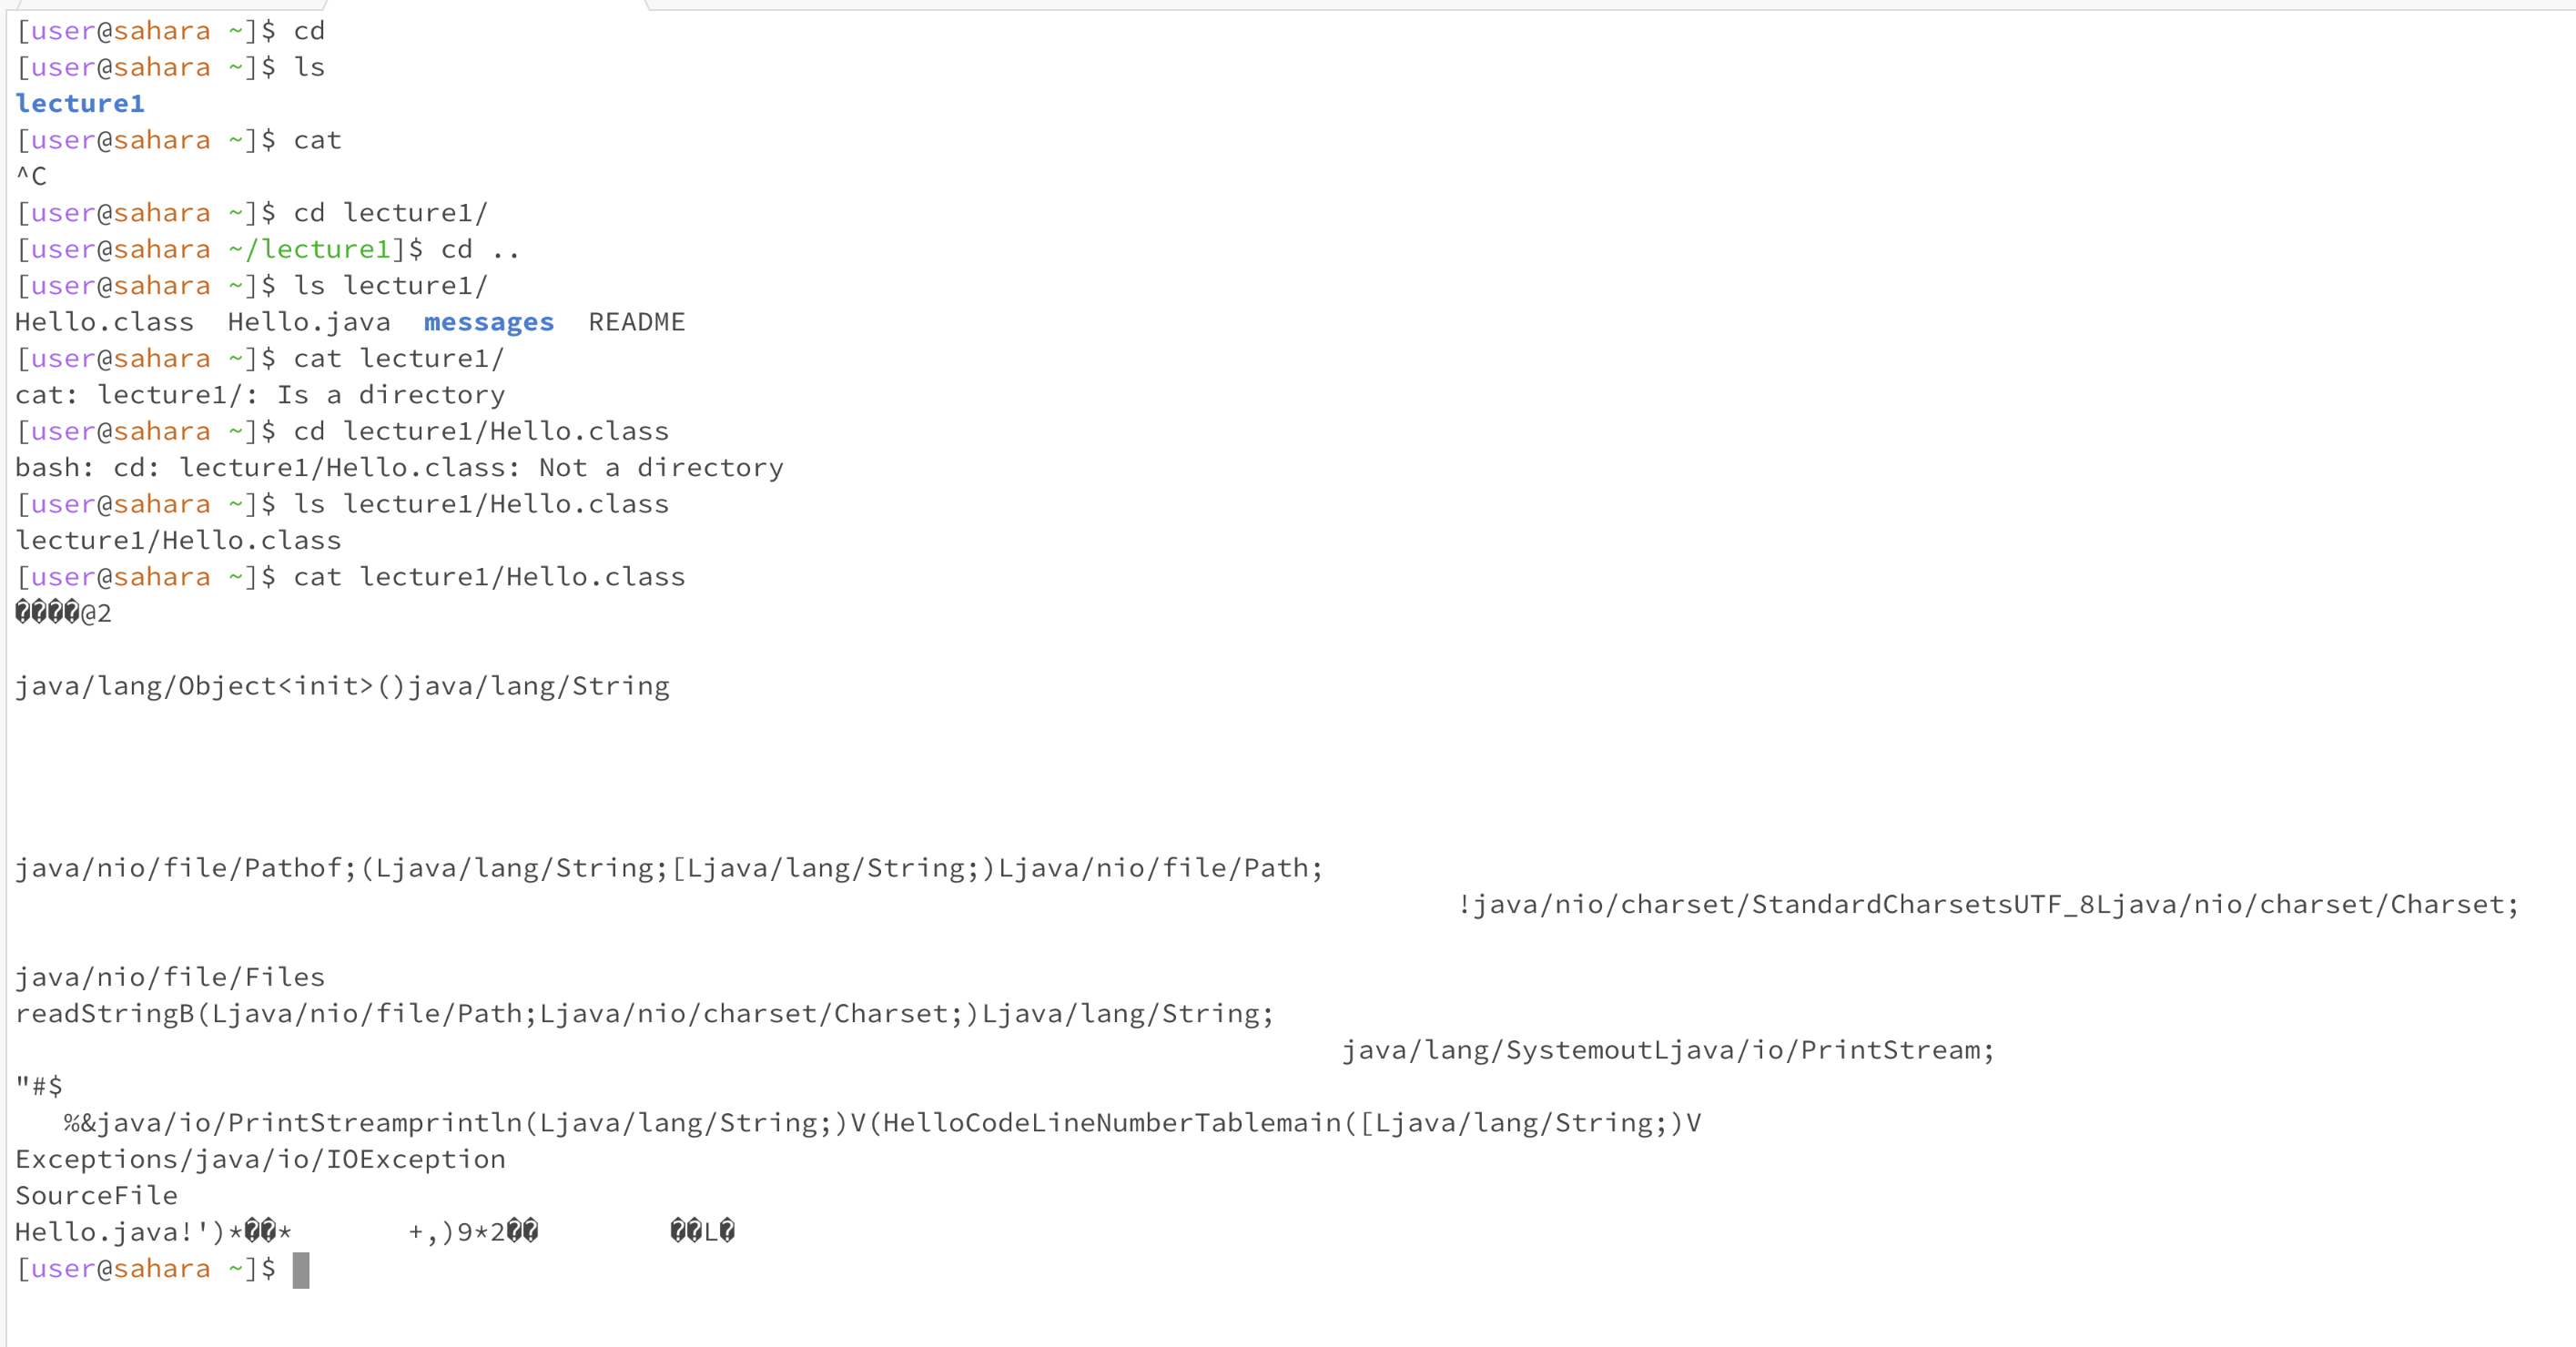 [user@sahara ~]$ cd
[user@sahara ~]$ ls
lecture1
[user@sahara ~]$ cat
^C
[user@sahara ~]$ cd lecture1/
[user@sahara ~/lecture1]$ cd ..
[user@sahara ~]$ ls lecture1/
Hello.class  Hello.java  messages  README
[user@sahara ~]$ cat lecture1/
cat: lecture1/: Is a directory
[user@sahara ~]$ cd lecture1/Hello.class
bash: cd: lecture1/Hello.class: Not a directory
[user@sahara ~]$ ls lecture1/Hello.class
lecture1/Hello.class
[user@sahara ~]$ cat lecture1/Hello.class
����@2
java/lang/Object<init>()java/lang/String
java/nio/file/Pathof;(Ljava/lang/String;[Ljava/lang/String;)Ljava/nio/file/Path;
!java/nio/charset/StandardCharsetsUTF_8Ljava/nio/charset/Charset;
java/nio/file/Files
readStringB(Ljava/nio/file/Path;Ljava/nio/charset/Charset;)Ljava/lang/String;
java/lang/SystemoutLjava/io/PrintStream;
"#$
%&java/io/PrintStreamprintln(Ljava/lang/String;)V(HelloCodeLineNumberTablemain([Ljava/lang/String;)V
Exceptions/java/io/IOException
SourceFile
Hello.java!')*��*        +,)9*2��        ��L�
[user@sahara ~]$